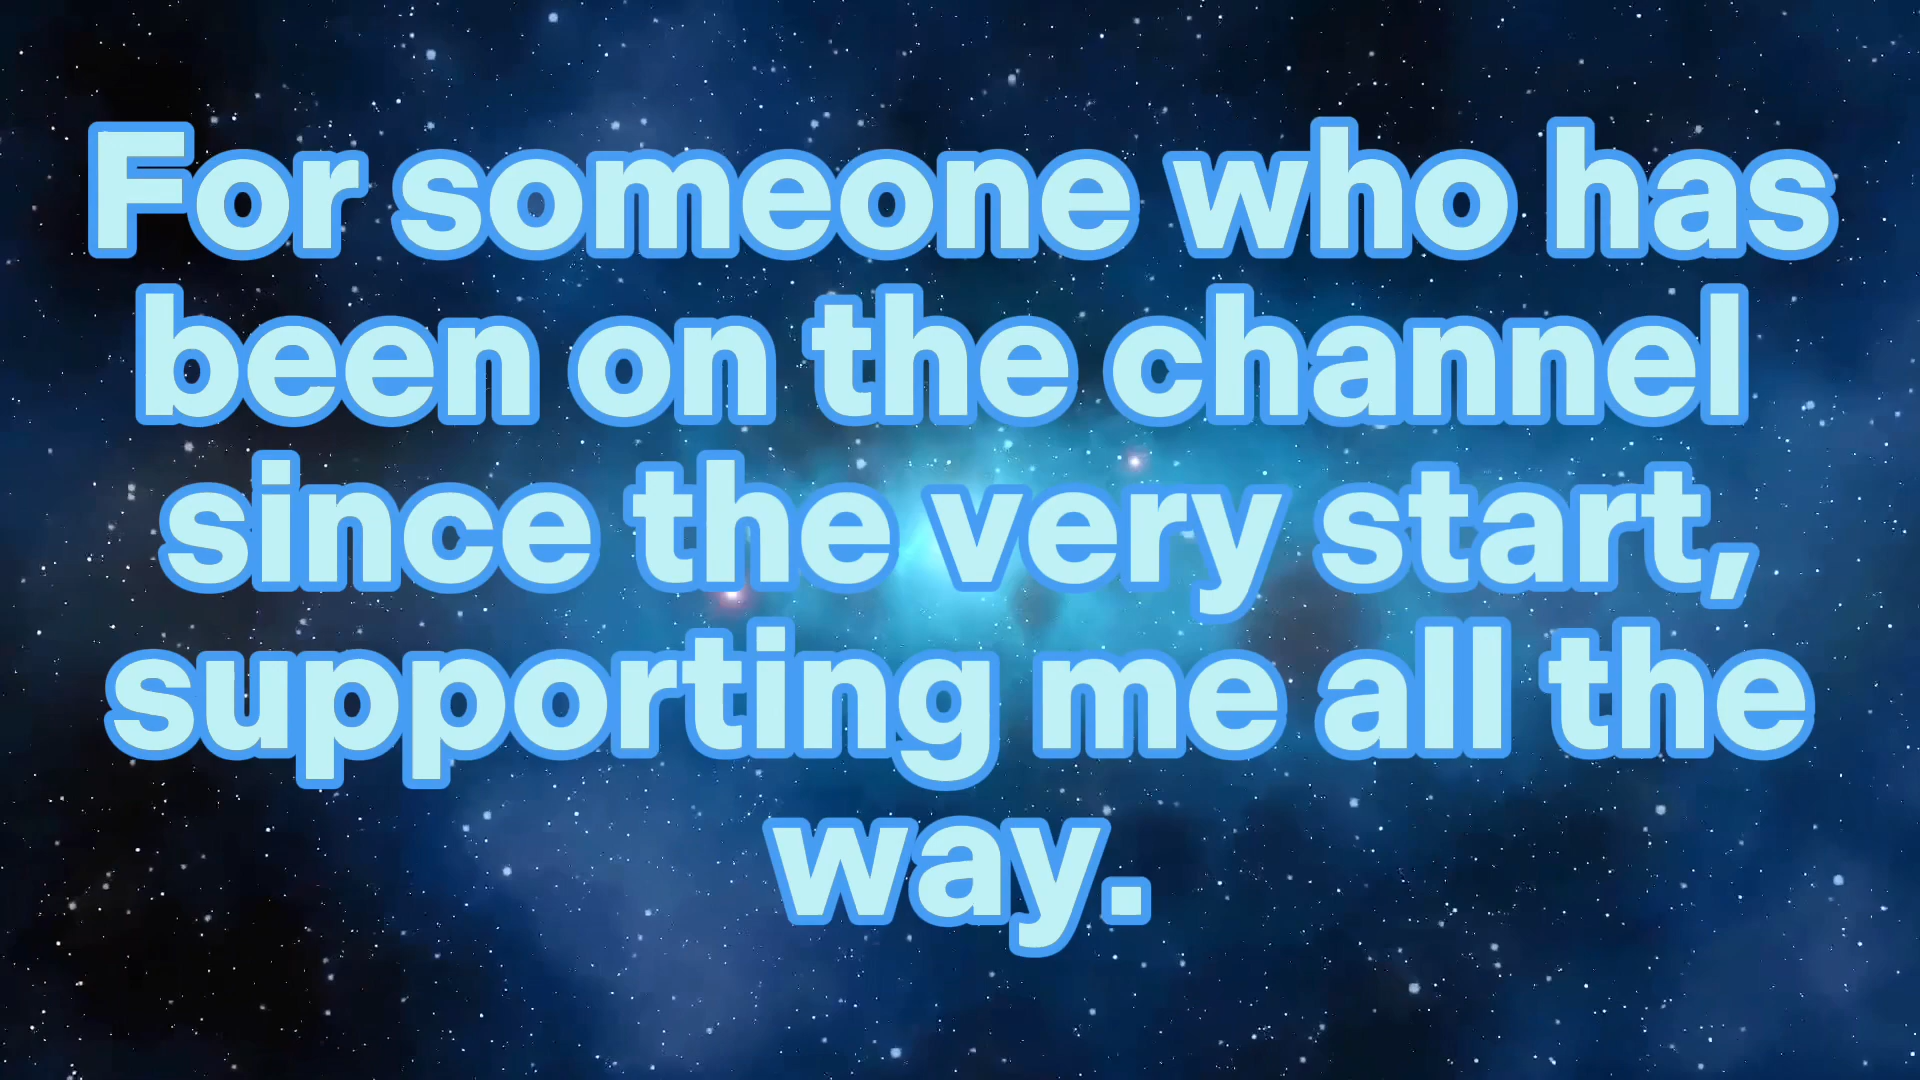 For someone who has
been on the channel
since the very start,
supporting me all the
way.